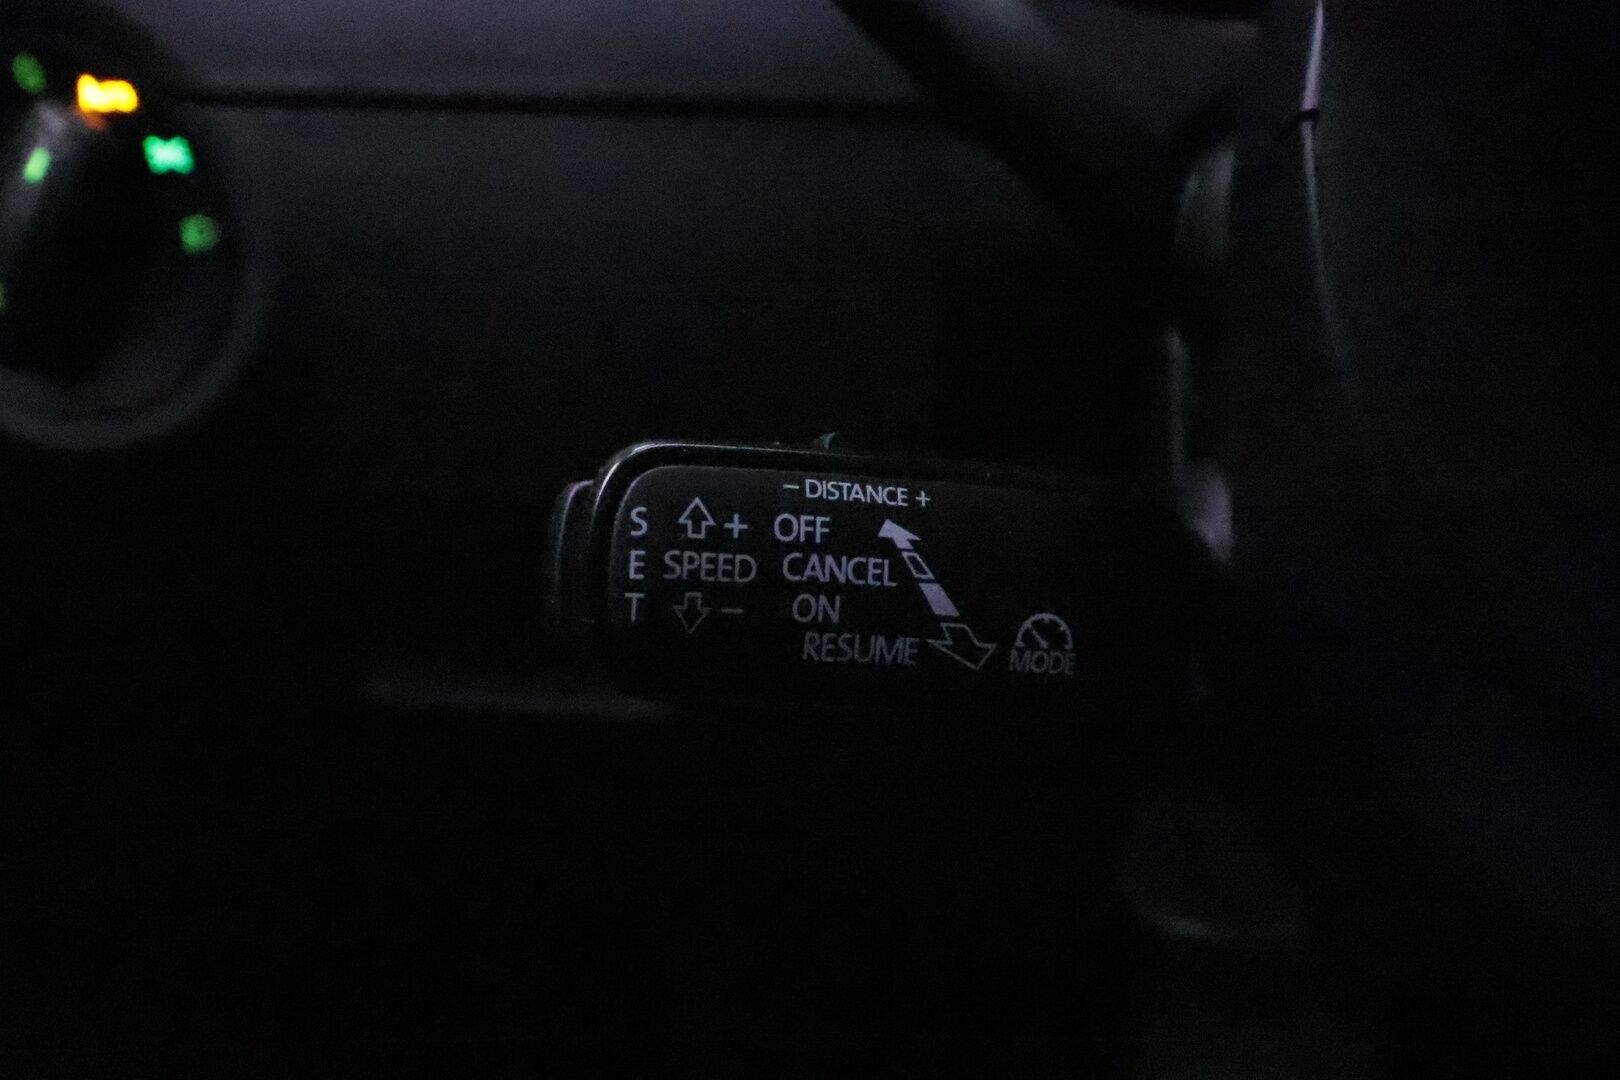 – DISTANCE +
S + OFF
E SPEED CANCEL
T – ON
RESUME
MODE